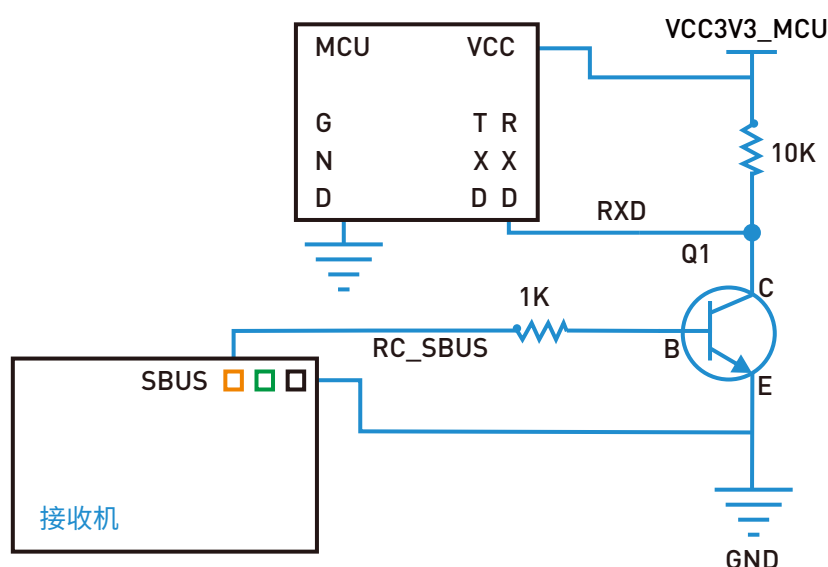 VCC3V3_MCU
MCU
VCC
G
N
D
T R
X X
D D
10K
RXD
Q1
C
1K
RC_SBUS
B
E
SBUS
接收机
GND